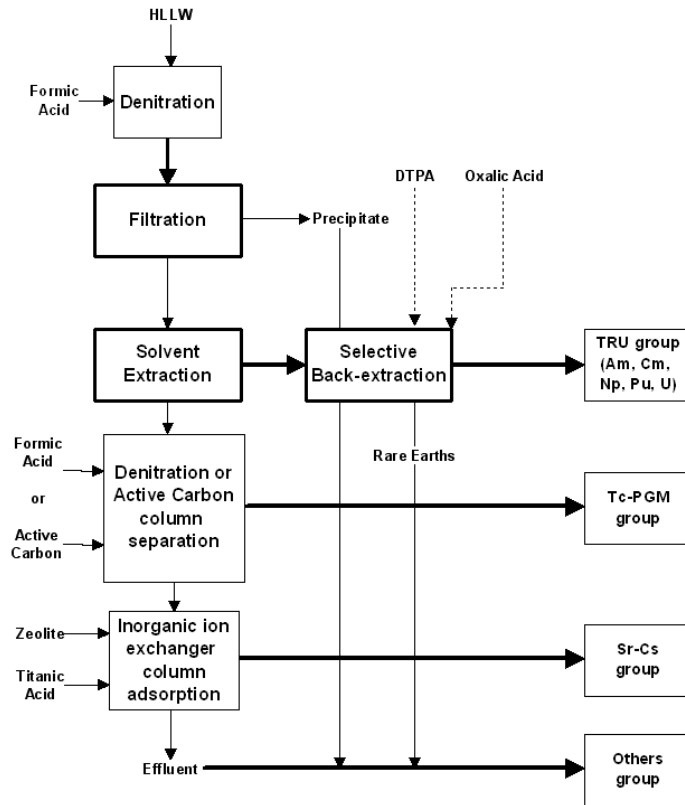 HLLW
Formic
Acid
Denitration
DTPA
Oxalic Acid
Filtration
Precipitate
Solvent
Extraction
Selective
Back-extraction
TRU group
(Am, Cm,
Np, Pu, U)
Formic
Acid
or
Active
Carbon
Denitration or
Active Carbon
column
separation
Rare Earths
Tc-PGM
group
Zeolite
Titanic
Acid
Inorganic ion
exchanger
column
adsorption
Sr-Cs
group
Effluent
Others
group